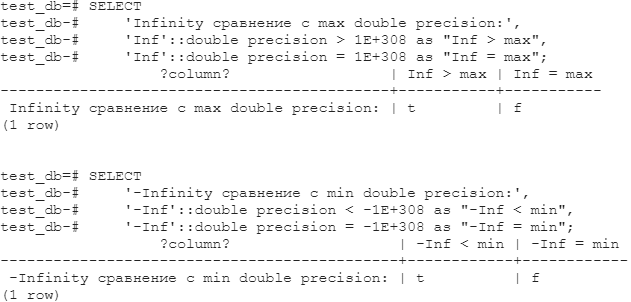 test_db=# SELECT
test_db-#     'Infinity сравнение с max double precision:',
test_db-#     'Inf'::double precision > 1E+308 as "Inf > max",
test_db-#     'Inf'::double precision = 1E+308 as "Inf = max";
                  ?column?                  | Inf > max | Inf = max
--------------------------------------------+-----------+-----------
 Infinity сравнение с max double precision: | t         | f
(1 row)
test_db=# SELECT
test_db-#     '-Infinity сравнение с min double precision:',
test_db-#     '-Inf'::double precision < -1E+308 as "-Inf < min",
test_db-#     '-Inf'::double precision = -1E+308 as "-Inf = min";
                  ?column?                   | -Inf < min | -Inf = min
---------------------------------------------+------------+------------
 -Infinity сравнение с min double precision: | t          | f
(1 row)